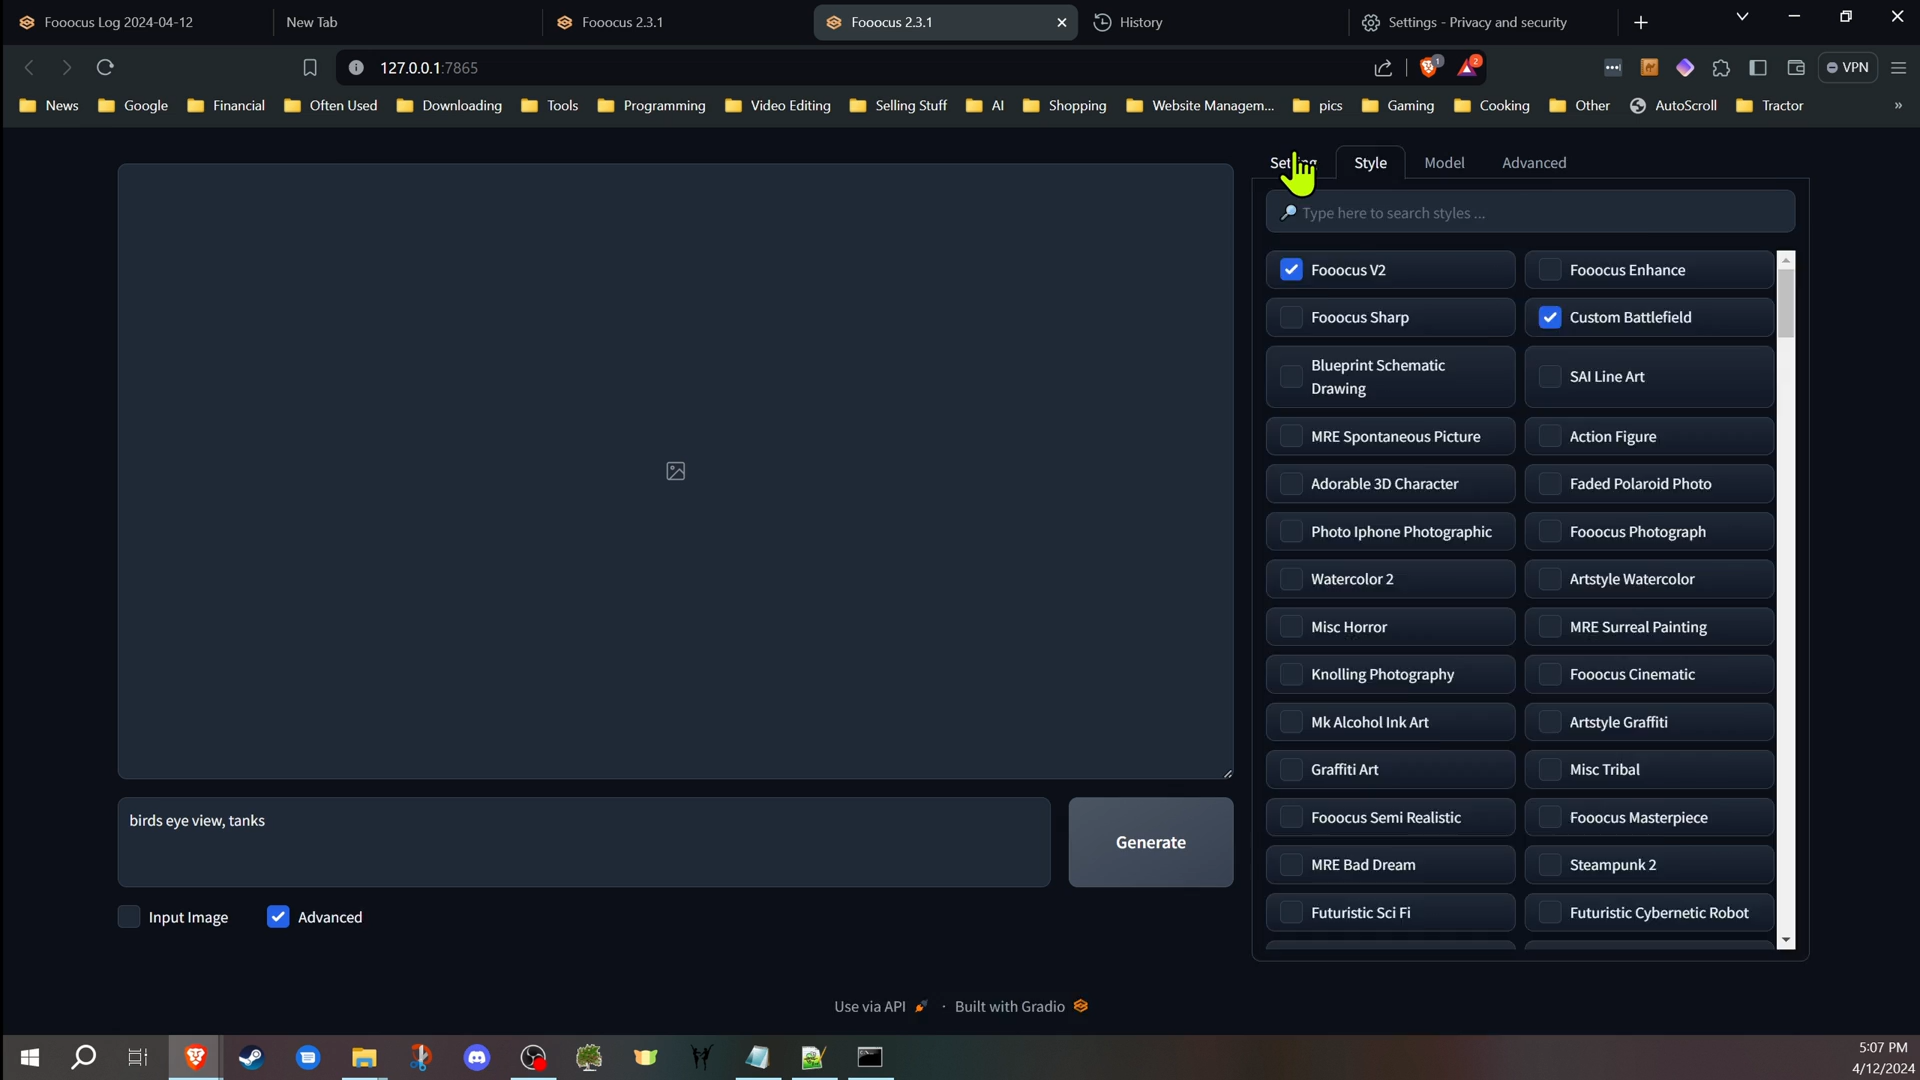 Fooocus Log 2024-04-12
New Tab
Fooocus 2.3.1
Fooocus 2.3.1
History
Settings - Privacy and security
127.0.0.1:7865
1
2
VPN
News
Google
Financial
Often Used
Downloading
Tools
Programming
Video Editing
Selling Stuff
AI
Shopping
Website Managem...
pics
Gaming
Cooking
Other
AutoScroll
Tractor
»
Style
Model
Advanced
Type here to search styles ...
Fooocus V2
Fooocus Enhance
Fooocus Sharp
Custom Battlefield
Blueprint Schematic
Drawing
SAI Line Art
MRE Spontaneous Picture
Action Figure
Adorable 3D Character
Faded Polaroid Photo
Photo Iphone Photographic
Fooocus Photograph
Watercolor 2
Artstyle Watercolor
Misc Horror
MRE Surreal Painting
Knolling Photography
Fooocus Cinematic
Mk Alcohol Ink Art
Artstyle Graffiti
Graffiti Art
Misc Tribal
Fooocus Semi Realistic
Fooocus Masterpiece
MRE Bad Dream
Steampunk 2
Futuristic Sci Fi
Futuristic Cybernetic Robot
birds eye view, tanks
Generate
Input Image
Advanced
Use via API
· Built with Gradio
5:07 PM
4/12/2024